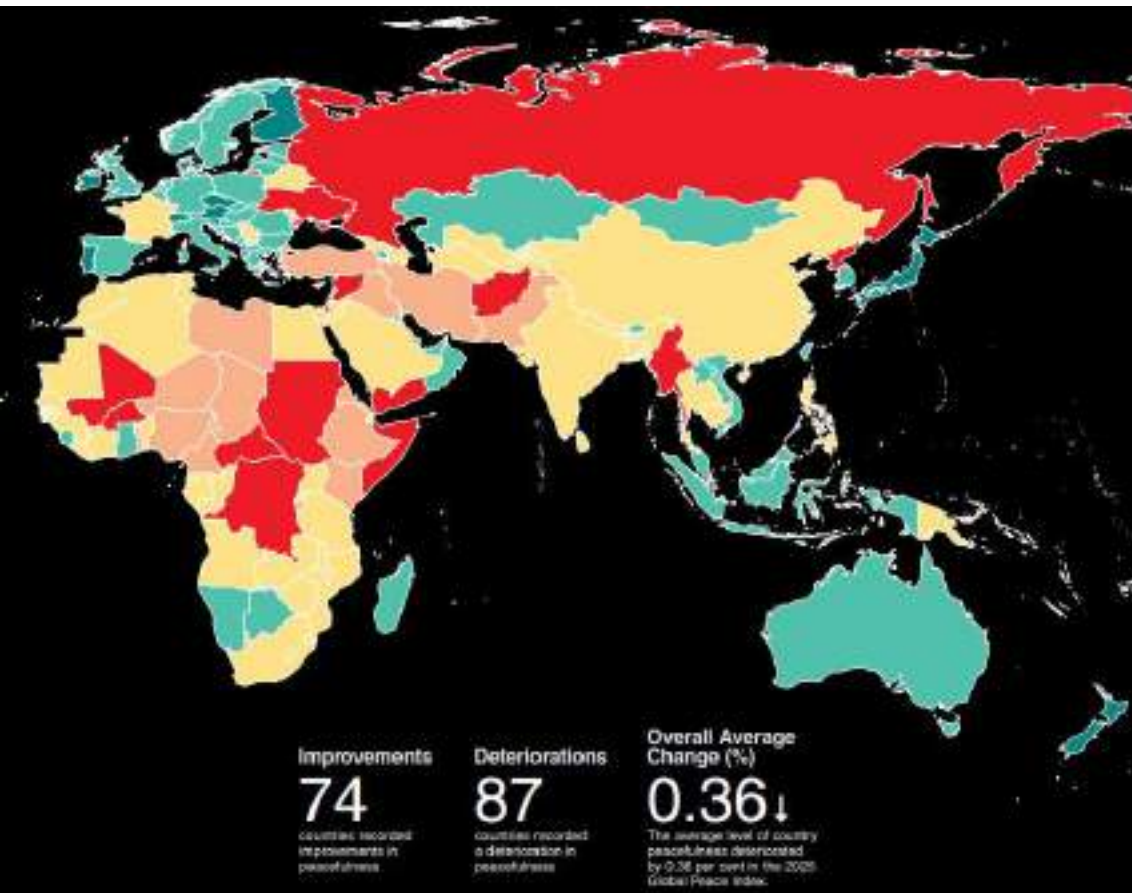 Improvements
74
countries recorded
improvements in
peacefulness
Deteriorations
87
countries recorded
a deterioration in
peacefulness
Overall Average
Change (%)
0.36↓
The average level of country
peacefulness deteriorated
by 0.36 per cent in the 2025
Global Peace Index.